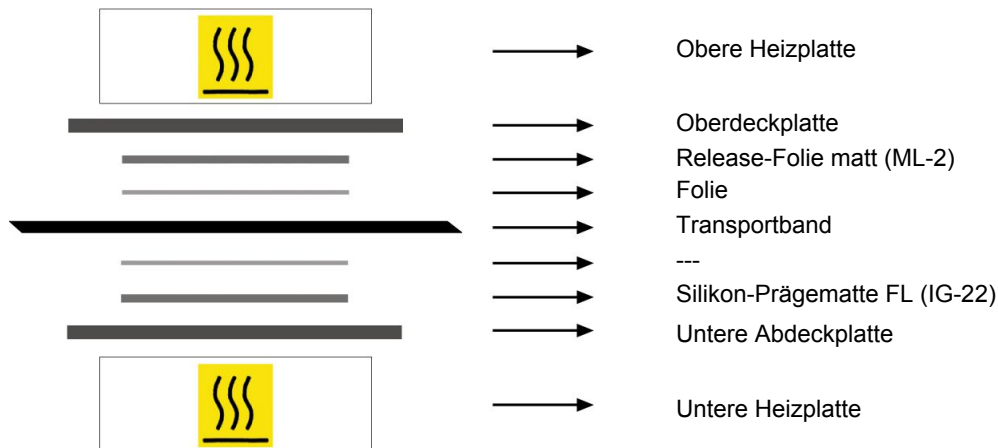 Obere Heizplatte
Oberdeckplatte
Release-Folie matt (ML-2)
Folie
Transportband
---
Silikon-Prägematte FL (IG-22)
Untere Abdeckplatte
Untere Heizplatte